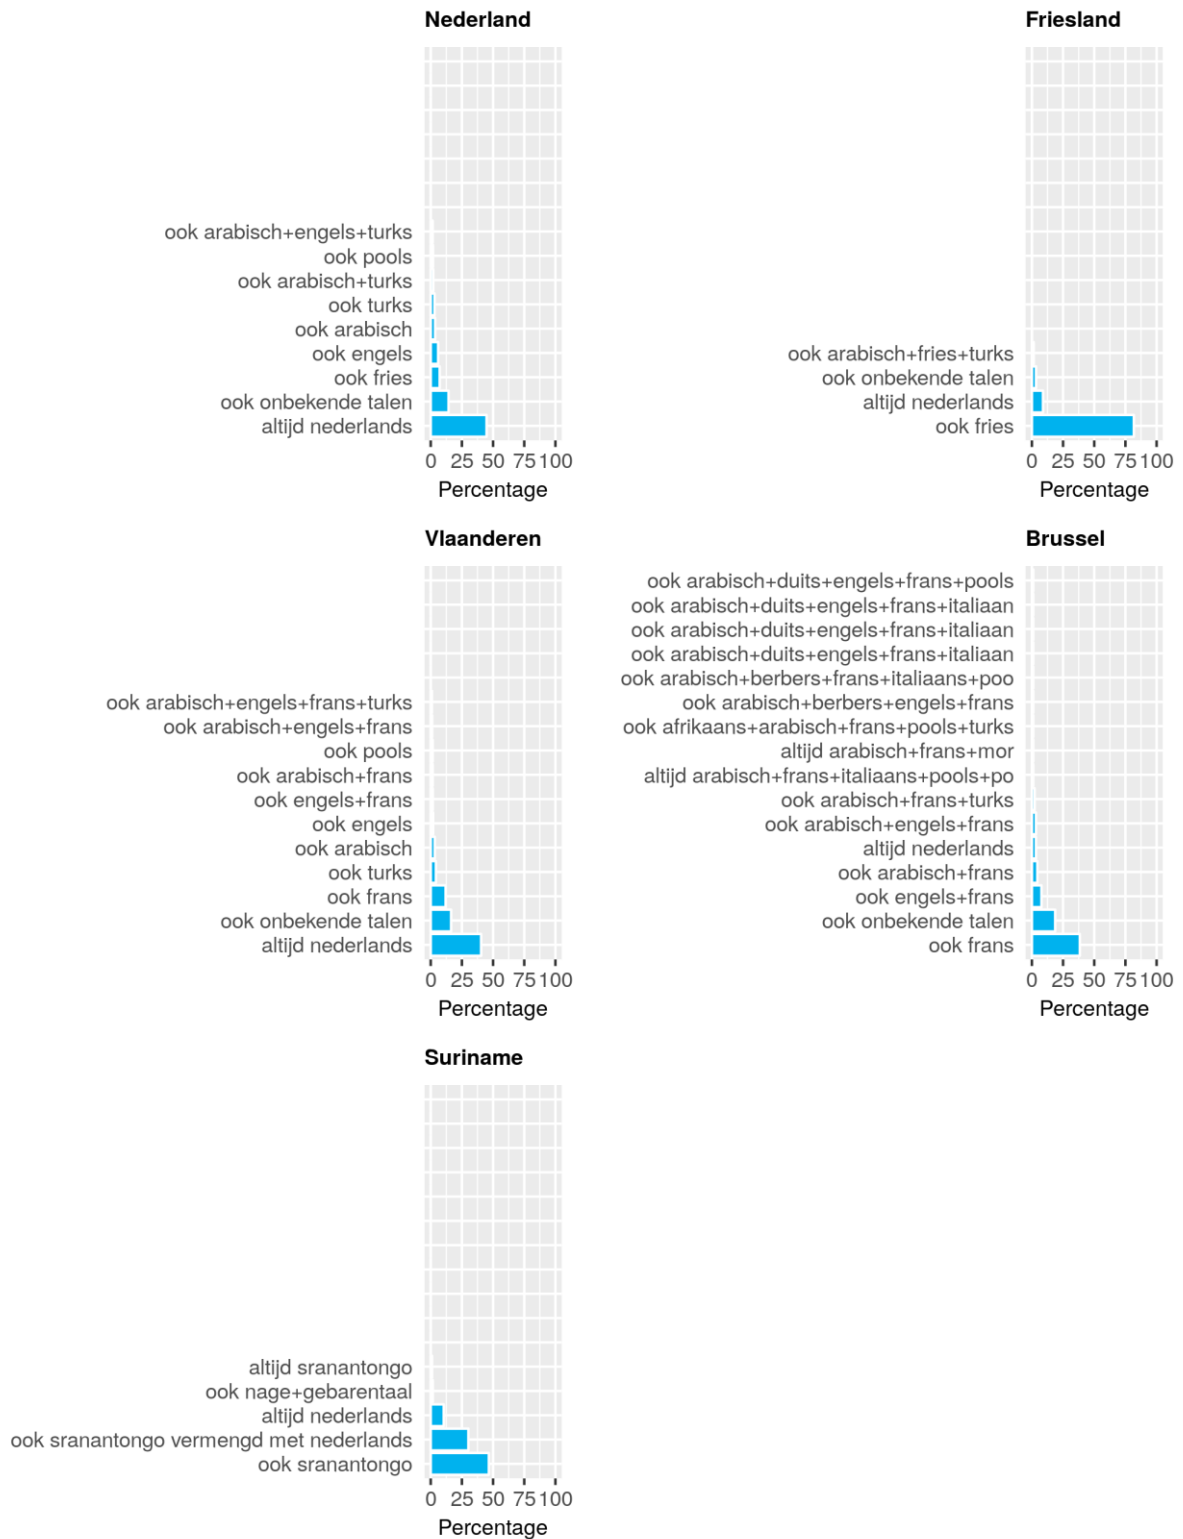 Nederland
ook arabisch+engels+turks
ook pools
ook arabisch+turks
ook turks
ook arabisch
ook engels
ook fries
ook onbekende talen
altijd nederlands
0 25 50 75 100
Percentage
Friesland
ook arabisch+fries+turks
ook onbekende talen
altijd nederlands
ook fries
0 25 50 75 100
Percentage
Vlaanderen
ook arabisch+engels+frans+turks
ook arabisch+engels+frans
ook pools
ook arabisch+frans
ook engels+frans
ook engels
ook arabisch
ook turks
ook frans
ook onbekende talen
altijd nederlands
0 25 50 75 100
Percentage
Brussel
ook arabisch+duits+engels+frans+pools
ook arabisch+duits+engels+frans+italiaan
ook arabisch+duits+engels+frans+italiaan
ook arabisch+duits+engels+frans+italiaan
ook arabisch+berbers+frans+italiaans+poo
ook arabisch+berbers+engels+frans
ook afrikaans+arabisch+frans+pools+turks
altijd arabisch+frans+mor
altijd arabisch+frans+italiaans+pools+po
ook arabisch+frans+turks
ook arabisch+engels+frans
altijd nederlands
ook arabisch+frans
ook engels+frans
ook onbekende talen
ook frans
0 25 50 75 100
Percentage
Suriname
altijd sranantongo
ook nage+gebarentaal
altijd nederlands
ook sranantongo vermengd met nederlands
ook sranantongo
0 25 50 75 100
Percentage